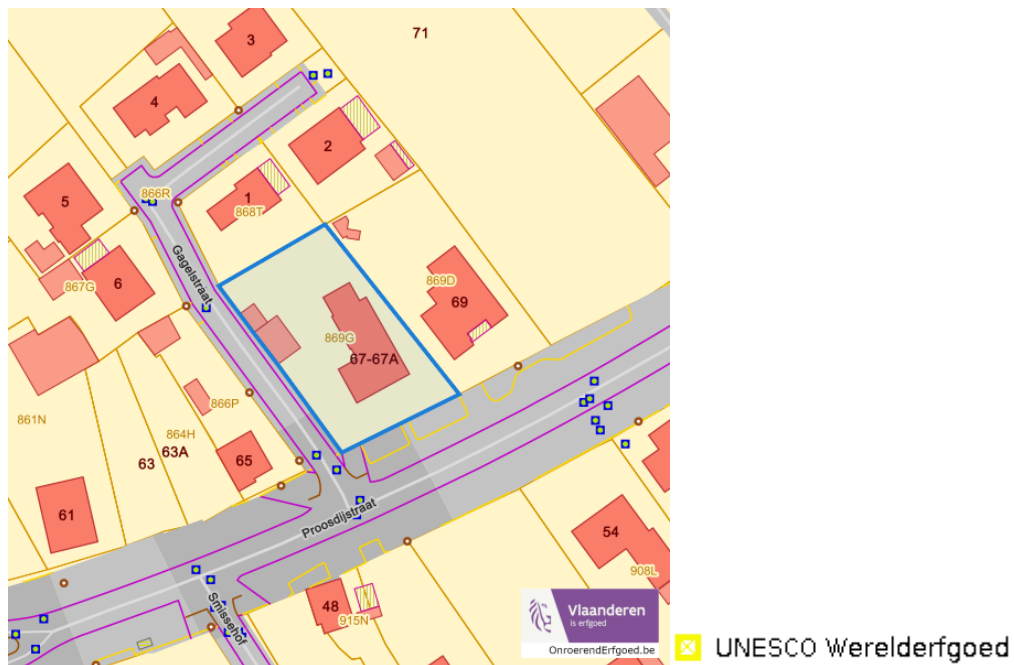 71
3
4
2
866R
1
868T
5
Gagelstraat
867G
6
869D
69
869G
67-67A
861N
866P
864H
63A
63
65
61
Proosdijstraat
54
908L
Smissehof
48
915N
Vlaanderen
is erfgoed
OnroerendErfgoed.be
UNESCO Werelderfgoed